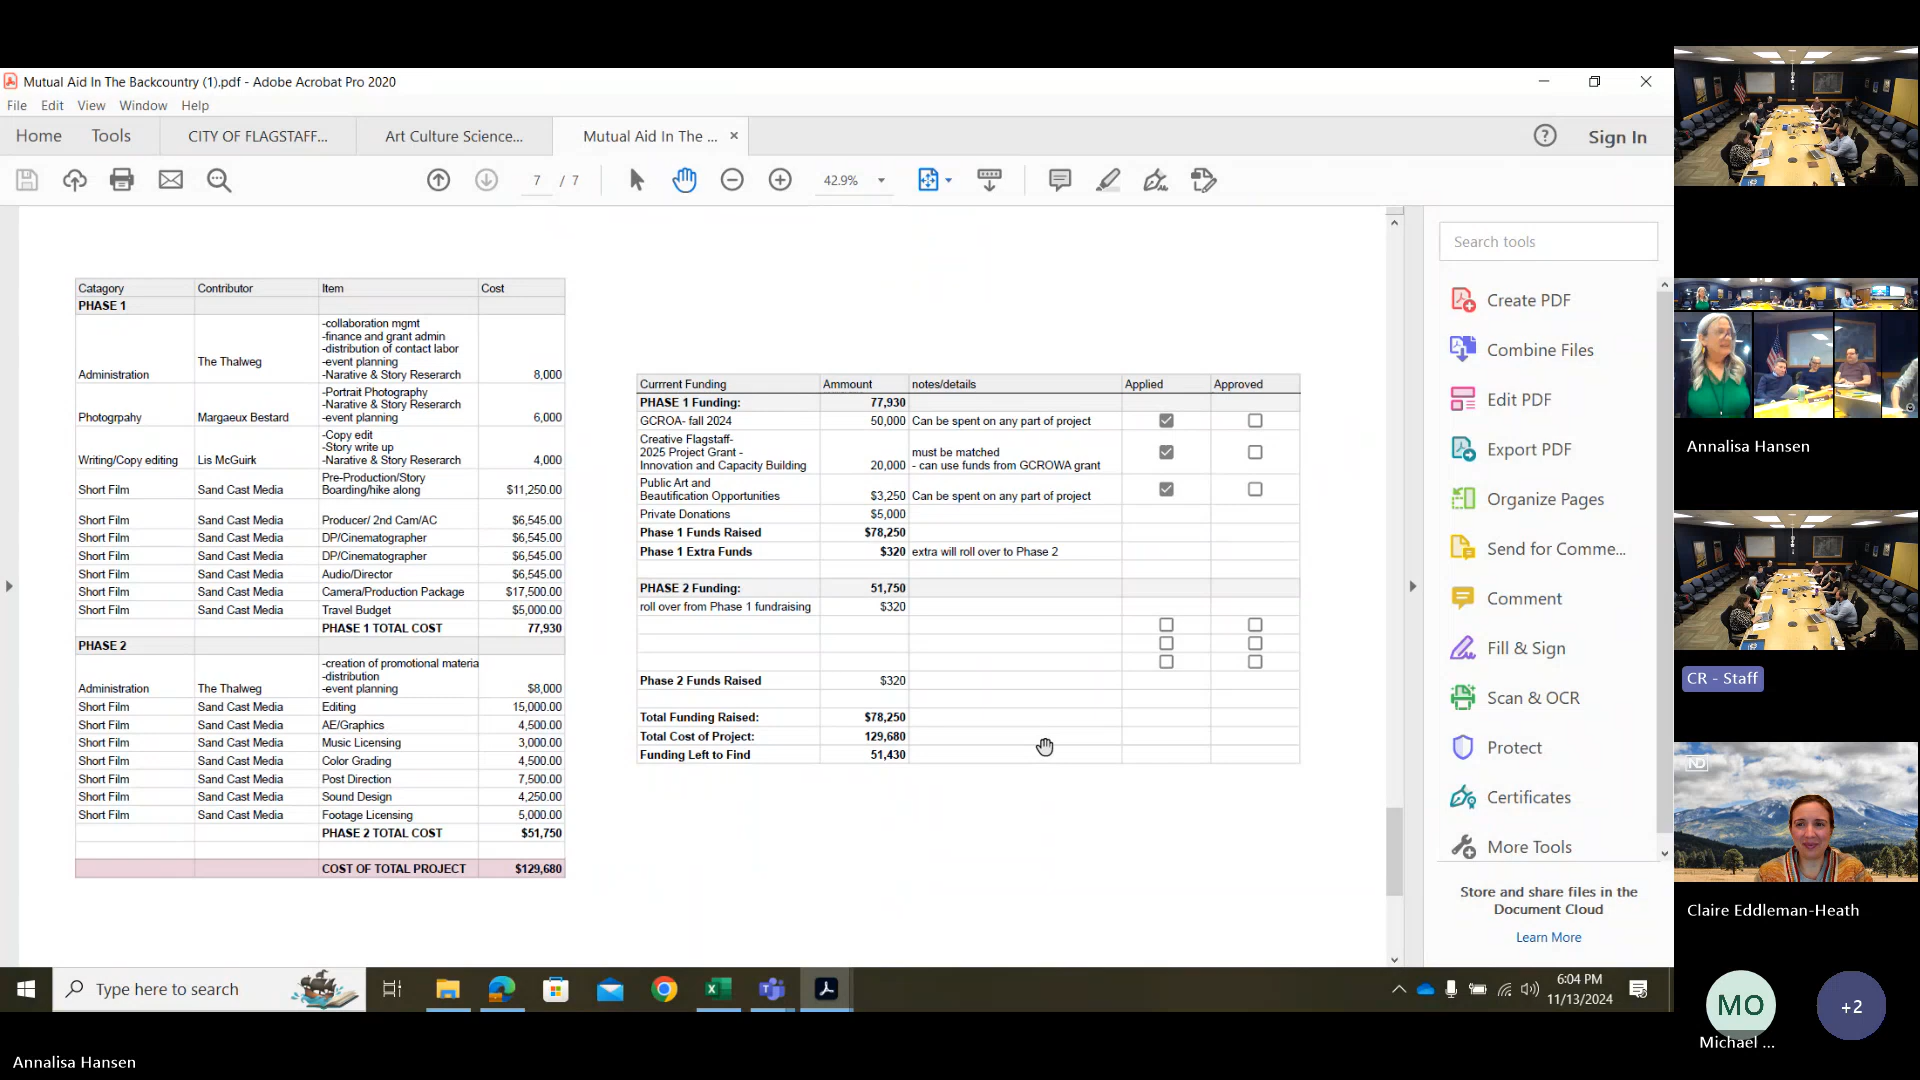 Mutual Aid In The Backcountry (1).pdf - Adobe Acrobat Pro 2020
File Edit View Window Help
Home Tools CITY OF FLAGSTAFF... Art Culture Science... Mutual Aid In The ... Sign In
7 / 7 42.9%
Catagory Contributor Item Cost
PHASE 1
-collaboration mgmt
-finance and grant admin
-distribution of contact labor
-event planning
-Narative & Story Reserarch
Administration The Thalweg 8,000
-Portrait Photography
-Narative & Story Reserarch
-event planning
Photogrpahy Margaeux Bestard 6,000
-Copy edit
-Story write up
-Narative & Story Reserarch
Writing/Copy editing Lis McGuirk 4,000
Pre-Production/Story
Boarding/hike along
Short Film Sand Cast Media $11,250.00
Short Film Sand Cast Media Producer/ 2nd Cam/AC $6,545.00
Short Film Sand Cast Media DP/Cinematographer $6,545.00
Short Film Sand Cast Media DP/Cinematographer $6,545.00
Short Film Sand Cast Media Audio/Director $6,545.00
Short Film Sand Cast Media Camera/Production Package $17,500.00
Short Film Sand Cast Media Travel Budget $5,000.00
PHASE 1 TOTAL COST 77,930
PHASE 2
-creation of promotional materia
-distribution
-event planning
Administration The Thalweg $8,000
Short Film Sand Cast Media Editing 15,000.00
Short Film Sand Cast Media AE/Graphics 4,500.00
Short Film Sand Cast Media Music Licensing 3,000.00
Short Film Sand Cast Media Color Grading 4,500.00
Short Film Sand Cast Media Post Direction 7,500.00
Short Film Sand Cast Media Sound Design 4,250.00
Short Film Sand Cast Media Footage Licensing 5,000.00
PHASE 2 TOTAL COST $51,750
COST OF TOTAL PROJECT $129,680
Currrent Funding Ammount notes/details Applied Approved
PHASE 1 Funding: 77,930
GCROA- fall 2024 50,000 Can be spent on any part of project
Creative Flagstaff-
2025 Project Grant - must be matched
Innovation and Capacity Building 20,000 - can use funds from GCROWA grant
Public Art and
Beautification Opportunities $3,250 Can be spent on any part of project
Private Donations $5,000
Phase 1 Funds Raised $78,250
Phase 1 Extra Funds $320 extra will roll over to Phase 2
PHASE 2 Funding: 51,750
roll over from Phase 1 fundraising $320
Phase 2 Funds Raised $320
Total Funding Raised: $78,250
Total Cost of Project: 129,680
Funding Left to Find 51,430
Search tools
Create PDF
Combine Files
Edit PDF
Export PDF
Organize Pages
Send for Comme...
Comment
Fill & Sign
Scan & OCR
Protect
Certificates
More Tools
Store and share files in the
Document Cloud
Learn More
Type here to search
6:04 PM
11/13/2024
Annalisa Hansen
CR - Staff
ND
Claire Eddleman-Heath
MO
Michael ...
+2
Annalisa Hansen